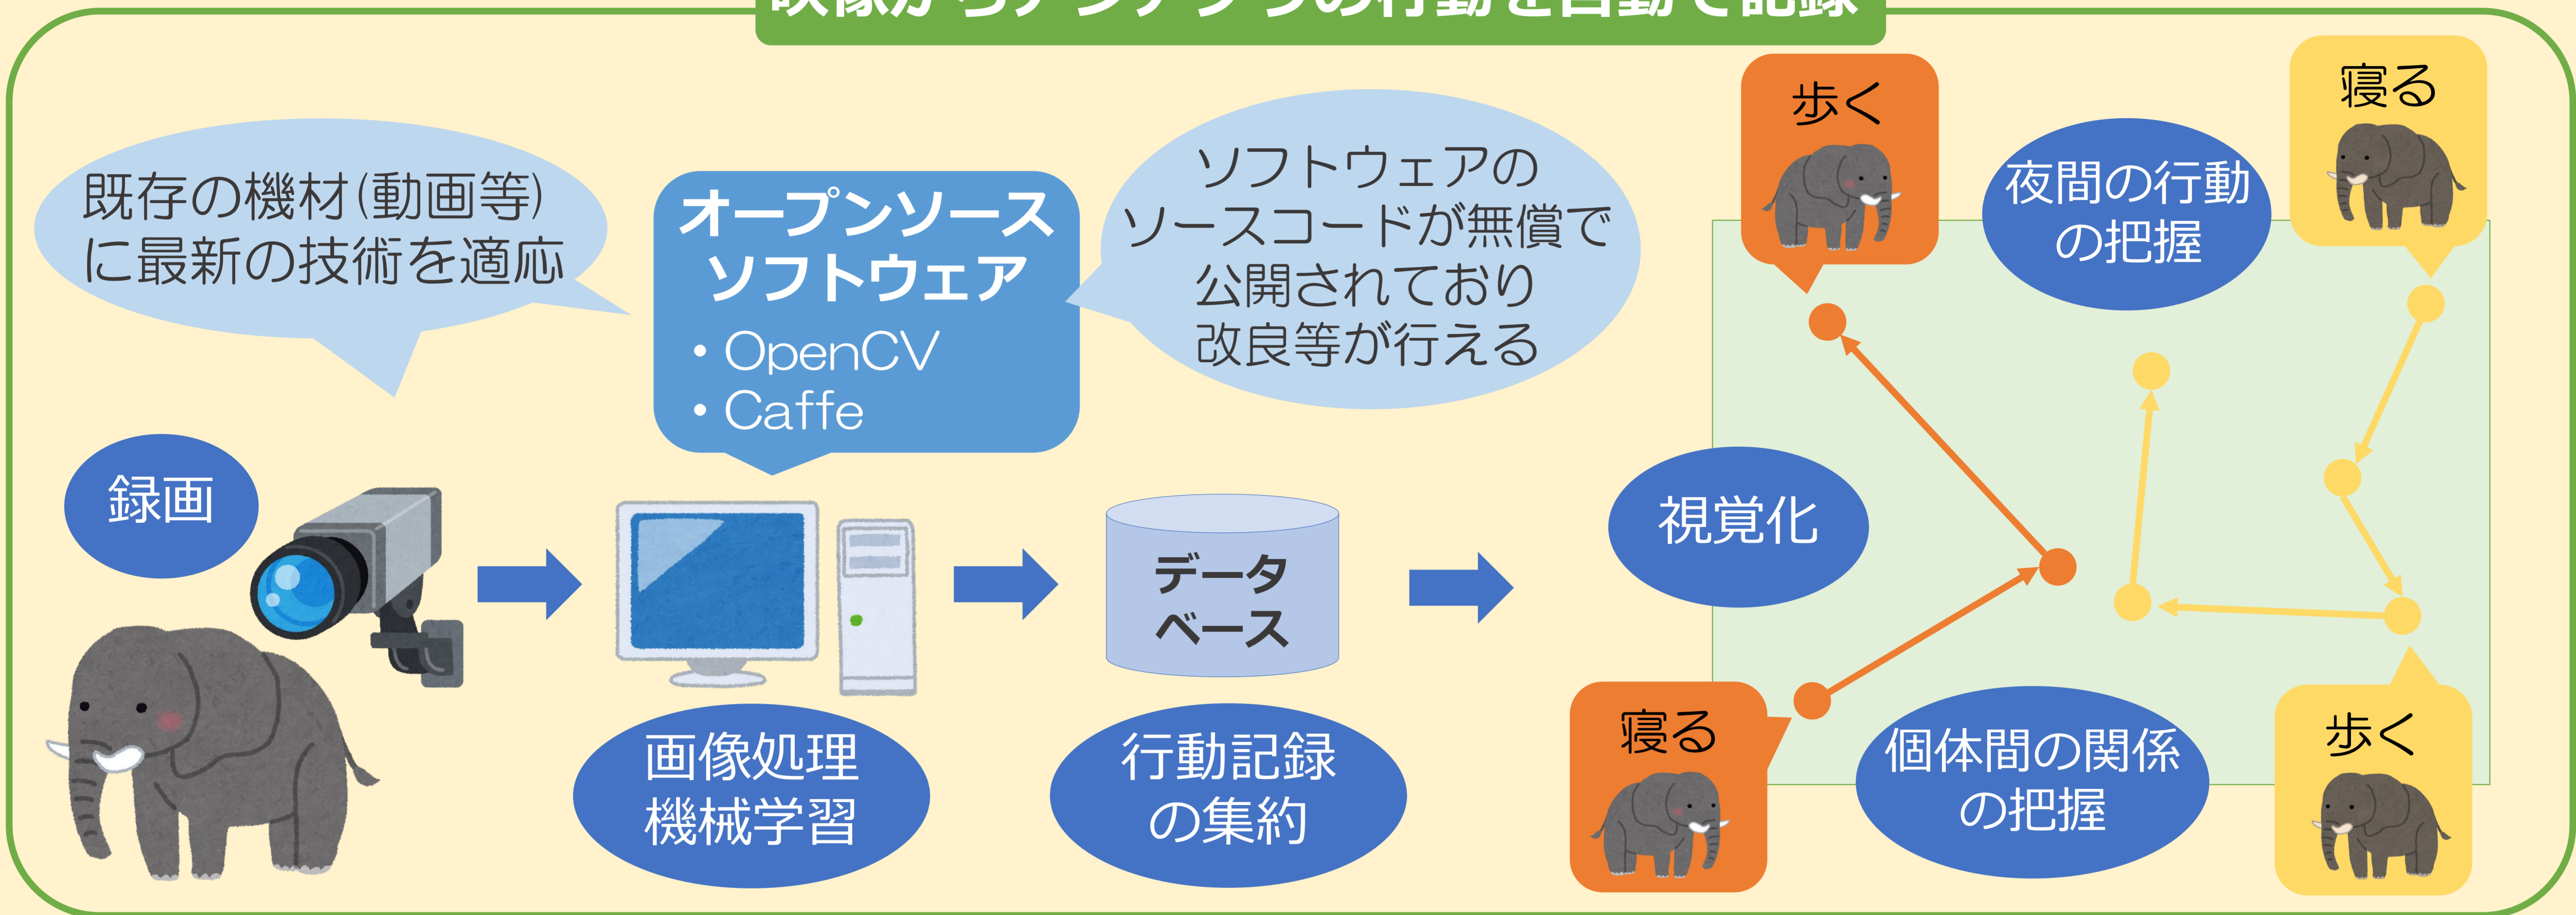 既存の機材(動画等)
に最新の技術を適応
オープンソース
ソフトウェア
• OpenCV
• Caffe
ソフトウェアの
ソースコードが無償で
公開されており
改良等が行える
録画
画像処理
機械学習
データ
ベース
行動記録
の集約
視覚化
歩く
夜間の行動
の把握
寝る
寝る
個体間の関係
の把握
歩く